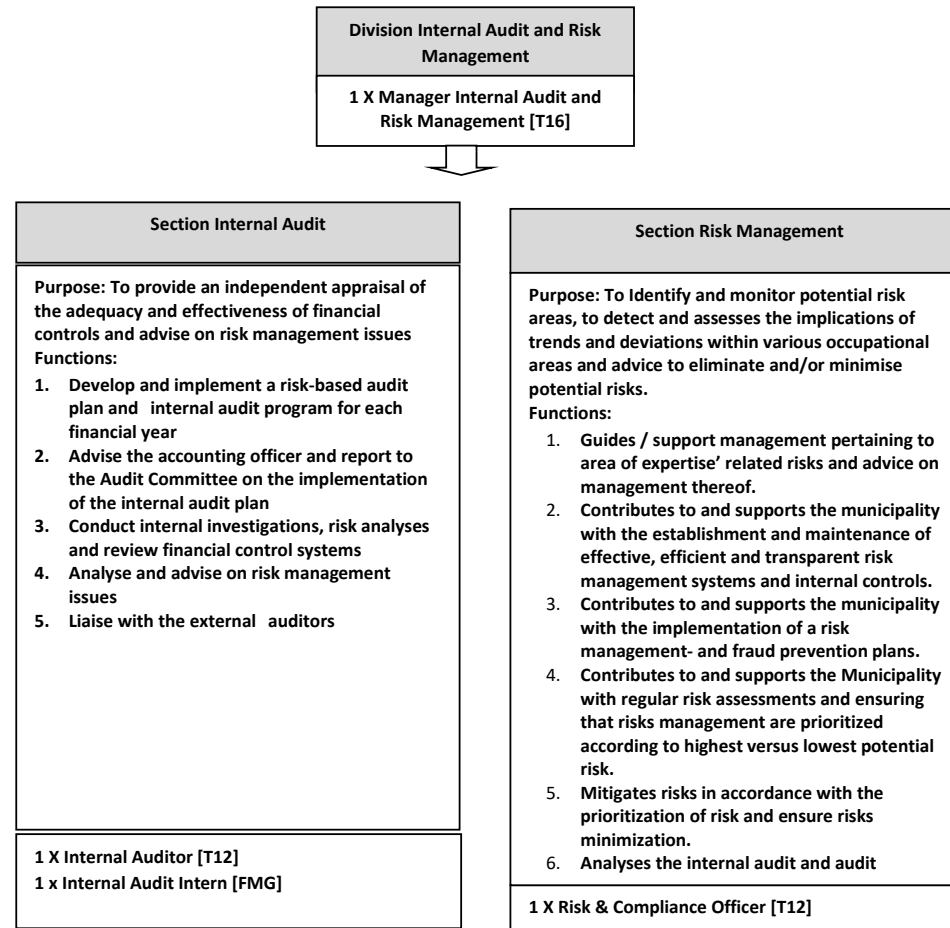 Division Internal Audit and Risk
Management
1 X Manager Internal Audit and
Risk Management [T16]
Section Internal Audit
Purpose: To provide an independent appraisal of
the adequacy and effectiveness of financial
controls and advise on risk management issues
Functions:
1. Develop and implement a risk-based audit
plan and internal audit program for each
financial year
2. Advise the accounting officer and report to
the Audit Committee on the implementation
of the internal audit plan
3. Conduct internal investigations, risk analyses
and review financial control systems
4. Analyse and advise on risk management
issues
5. Liaise with the external auditors
1 X Internal Auditor [T12]
1 x Internal Audit Intern [FMG]
Section Risk Management
Purpose: To Identify and monitor potential risk
areas, to detect and assesses the implications of
trends and deviations within various occupational
areas and advice to eliminate and/or minimise
potential risks.
Functions:
1. Guides / support management pertaining to
area of expertise’ related risks and advice on
management thereof.
2. Contributes to and supports the municipality
with the establishment and maintenance of
effective, efficient and transparent risk
management systems and internal controls.
3. Contributes to and supports the municipality
with the implementation of a risk
management- and fraud prevention plans.
4. Contributes to and supports the Municipality
with regular risk assessments and ensuring
that risks management are prioritized
according to highest versus lowest potential
risk.
5. Mitigates risks in accordance with the
prioritization of risk and ensure risks
minimization.
6. Analyses the internal audit and audit
1 X Risk & Compliance Officer [T12]